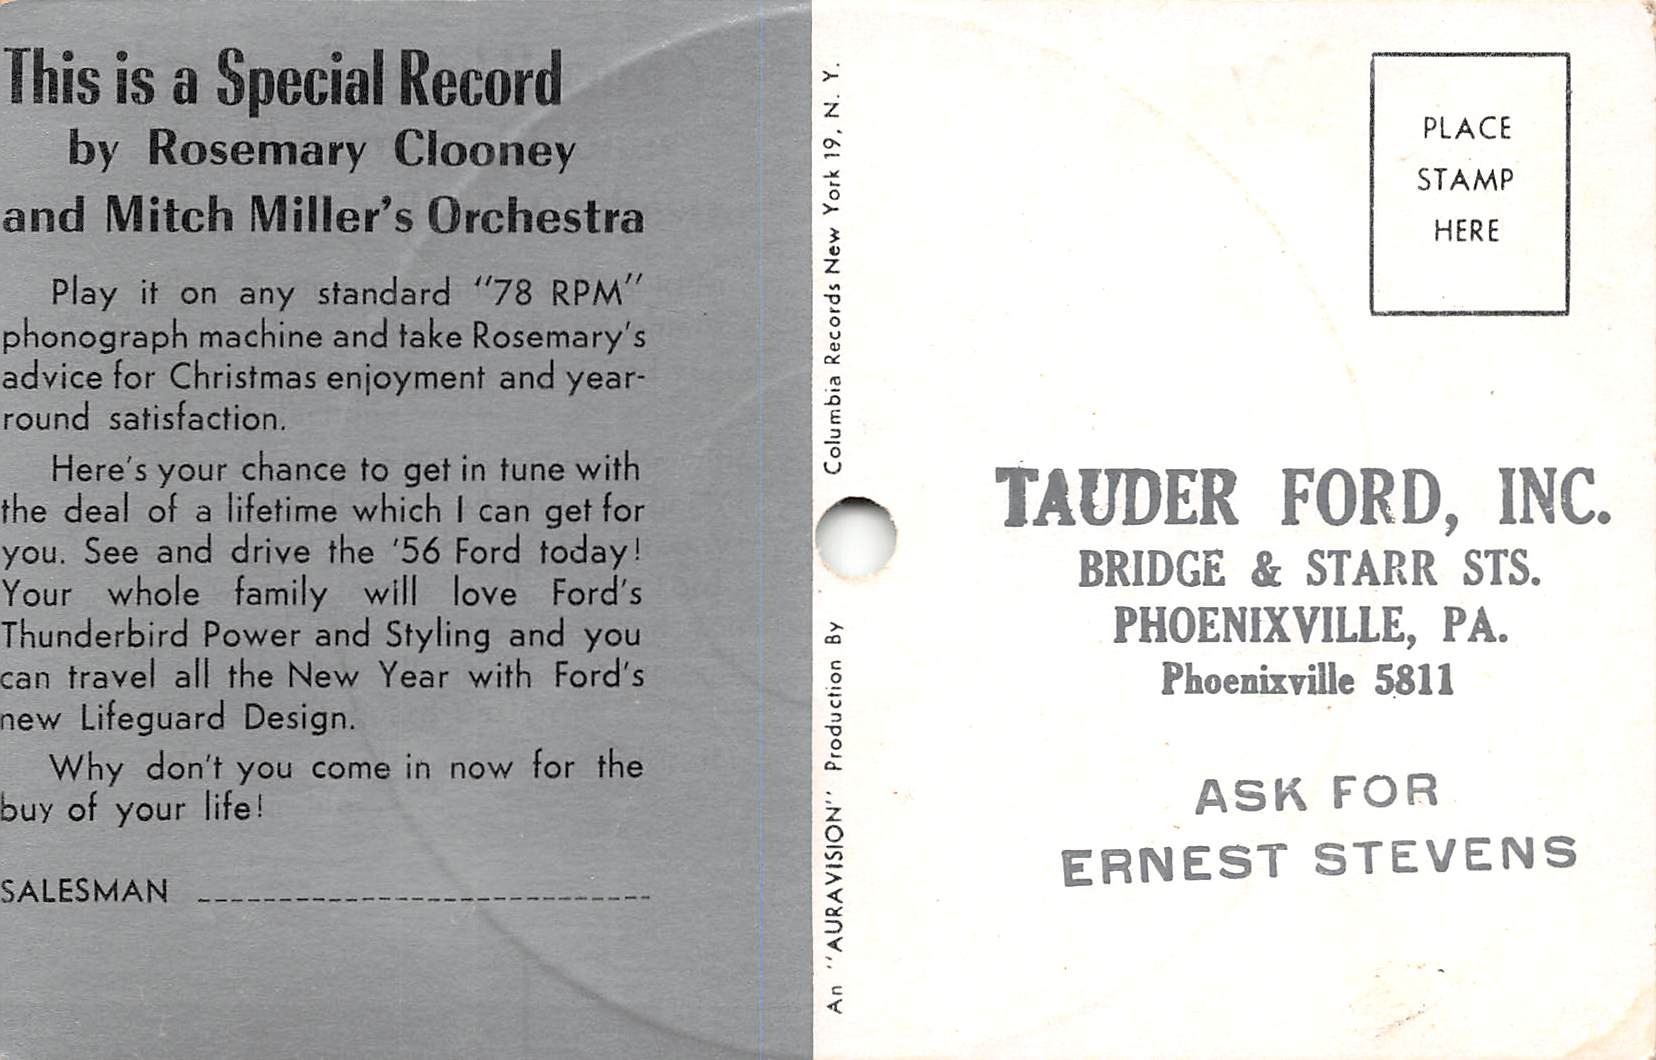 This is a Special Record
by Rosemary Clooney
and Mitch Miller's Orchestra
Play it on any standard "78 RPM"
phonograph machine and take Rosemary's
advice for Christmas enjoyment and year-
round satisfaction.
Here's your chance to get in tune with
the deal of a lifetime which I can get for
you. See and drive the '56 Ford today!
Your whole family will love Ford's
Thunderbird Power and Styling and you
can travel all the New Year with Ford's
new Lifeguard Design.
Why don't you come in now for the
buy of your life!
SALESMAN
An "AURAVISION" Production By Columbia Records New York 19, N. Y.
PLACE
STAMP
HERE
TAUDER FORD, INC.
BRIDGE & STARR STS.
PHOENIXVILLE, PA.
Phoenixville 5811
ASK FOR
ERNEST STEVENS